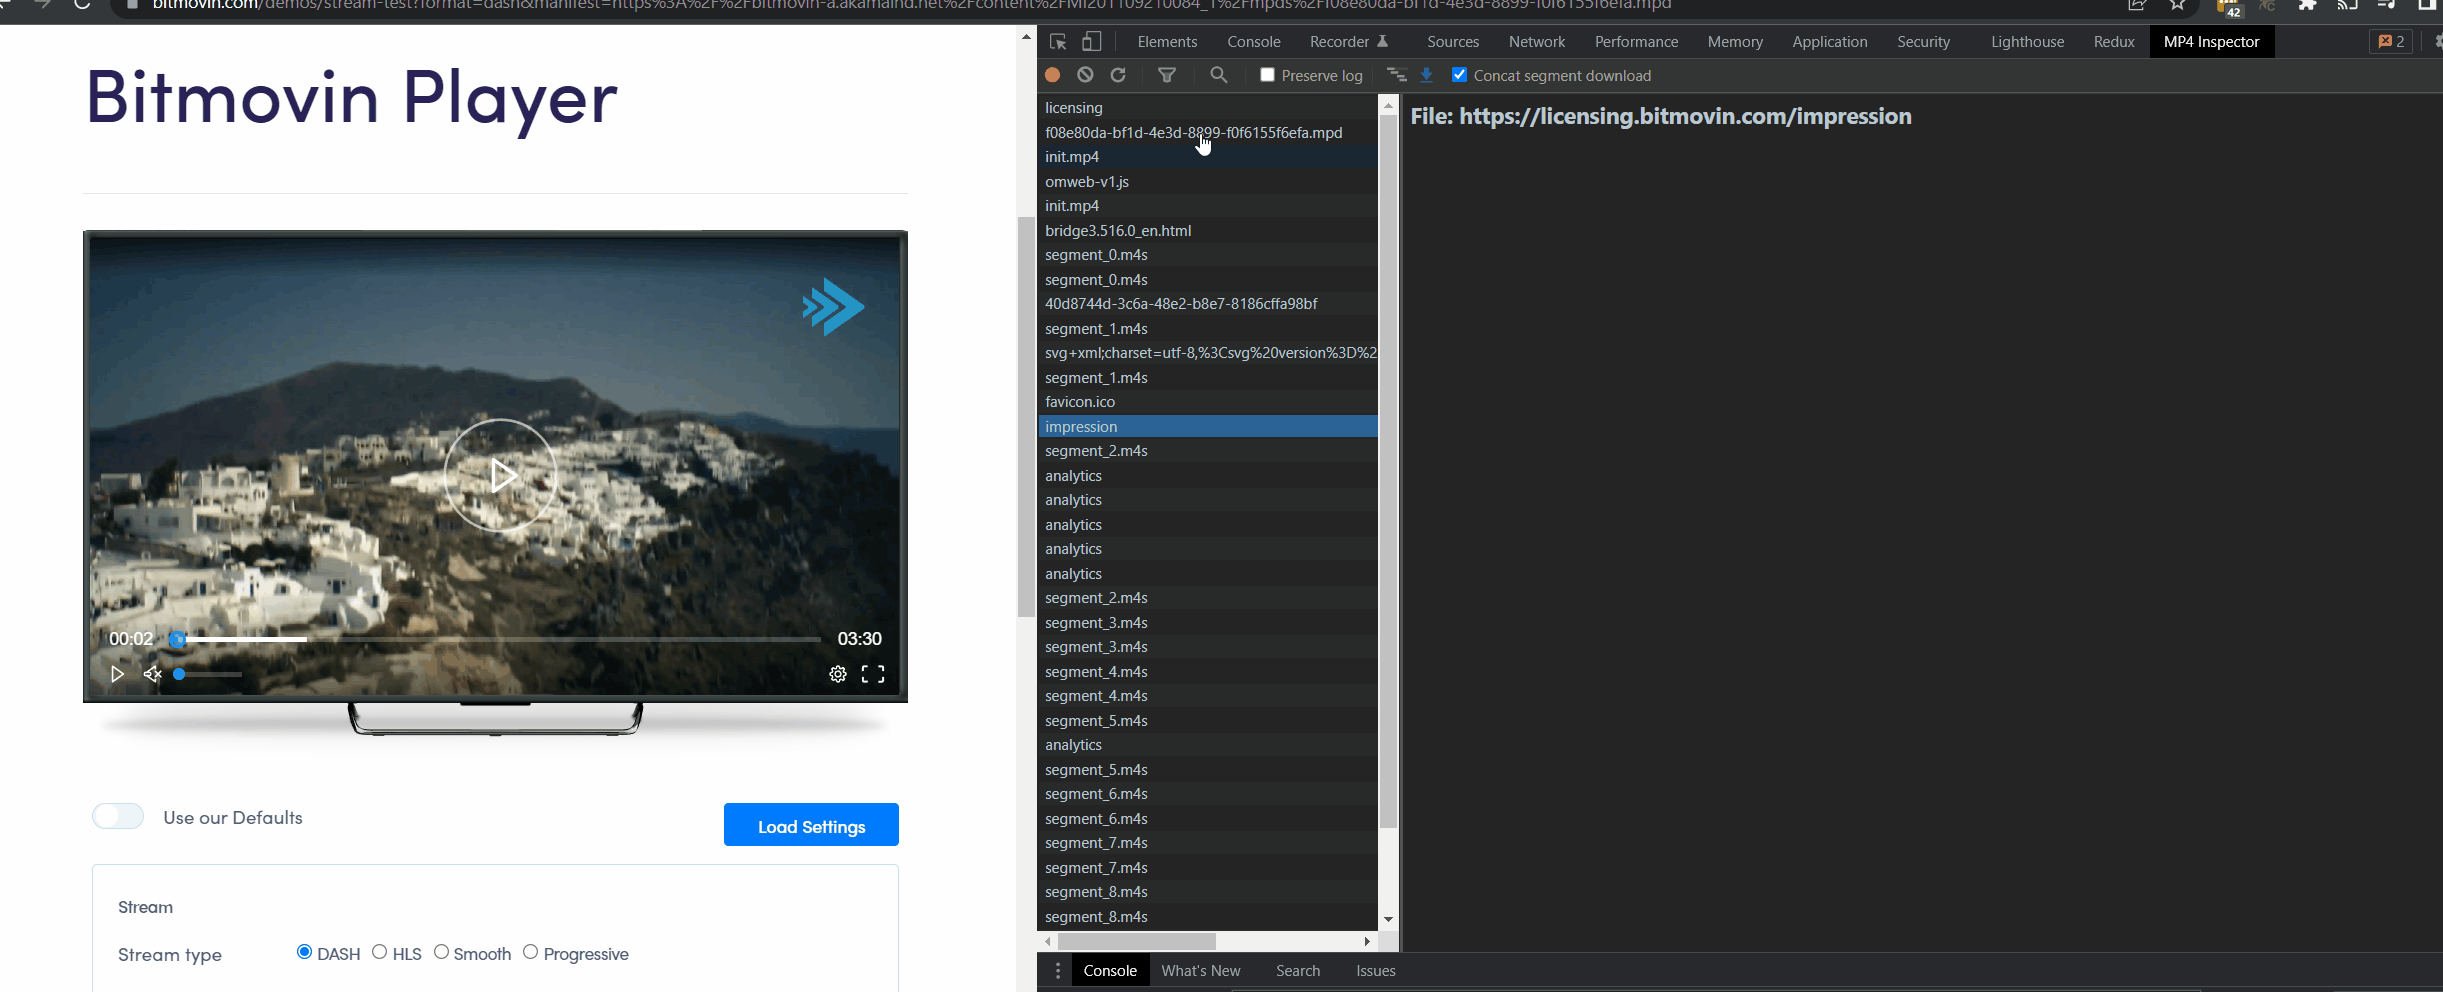 bitmovin.com/demos/stream-test?format=dash&manifest=https%3A%2F%2Fbitmovin-a.akamaihd.net%2Fcontent%2FMI201109210084_1%2Fmpds%2Ff08e80da-bf1d-4e3d-8899-f0f6155f6efa.mpd
42
Bitmovin Player
00:02
03:30
Use our Defaults
Load Settings
Stream
Stream type DASH HLS Smooth Progressive
Elements Console Recorder Sources Network Performance Memory Application Security Lighthouse Redux MP4 Inspector 2
Preserve log Concat segment download
licensing
f08e80da-bf1d-4e3d-8899-f0f6155f6efa.mpd
init.mp4
omweb-v1.js
init.mp4
bridge3.516.0_en.html
segment_0.m4s
segment_0.m4s
40d8744d-3c6a-48e2-b8e7-8186cffa98bf
segment_1.m4s
svg+xml;charset=utf-8,%3Csvg%20version%3D%2
segment_1.m4s
favicon.ico
impression
segment_2.m4s
analytics
analytics
analytics
analytics
analytics
segment_2.m4s
segment_3.m4s
segment_3.m4s
segment_4.m4s
segment_4.m4s
segment_5.m4s
analytics
segment_5.m4s
segment_6.m4s
segment_6.m4s
segment_7.m4s
segment_7.m4s
segment_8.m4s
segment_8.m4s
File: https://licensing.bitmovin.com/impression
Console What's New Search Issues